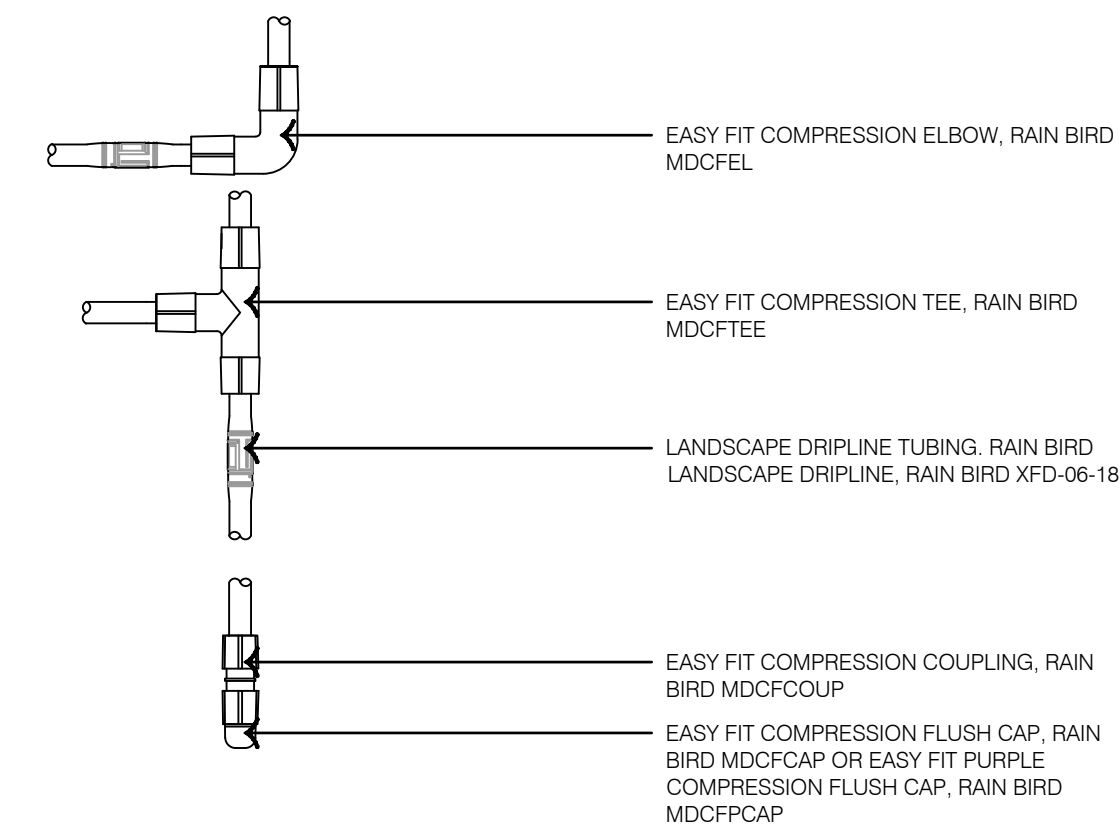 EASY FIT COMPRESSION ELBOW, RAIN BIRD
MDCFEL
EASY FIT COMPRESSION TEE, RAIN BIRD
MDCFTEE
LANDSCAPE DRIPLINE TUBING. RAIN BIRD
LANDSCAPE DRIPLINE, RAIN BIRD XFD-06-18
EASY FIT COMPRESSION COUPLING, RAIN
BIRD MDCFCOUP
EASY FIT COMPRESSION FLUSH CAP, RAIN
BIRD MDCFCAP OR EASY FIT PURPLE
COMPRESSION FLUSH CAP, RAIN BIRD
MDCFPCAP